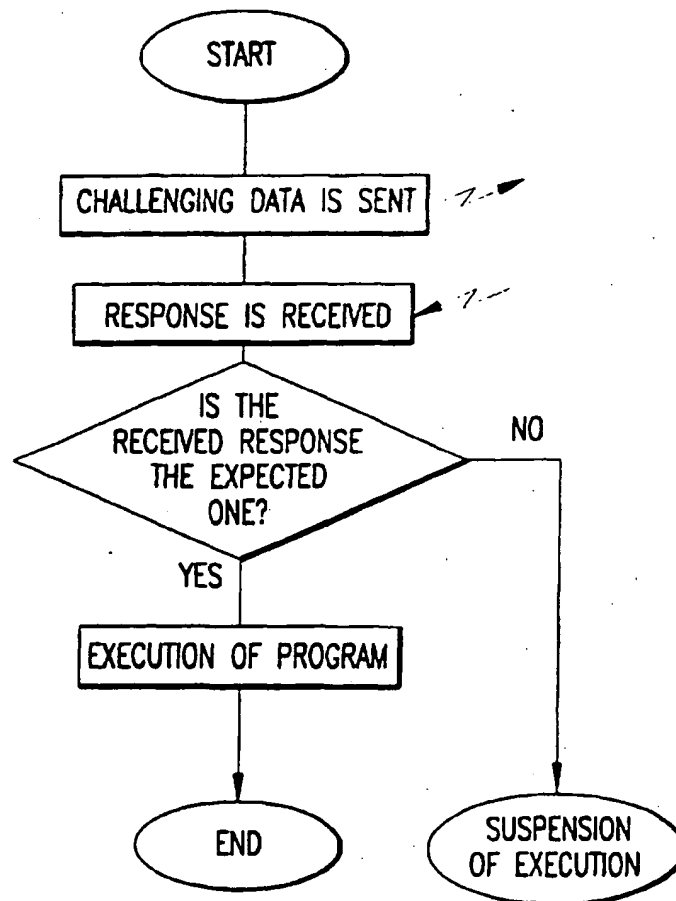 START
CHALLENGING DATA IS SENT
RESPONSE IS RECEIVED
IS THE
RECEIVED RESPONSE
THE EXPECTED
ONE?
NO
YES
EXECUTION OF PROGRAM
END
SUSPENSION
OF EXECUTION